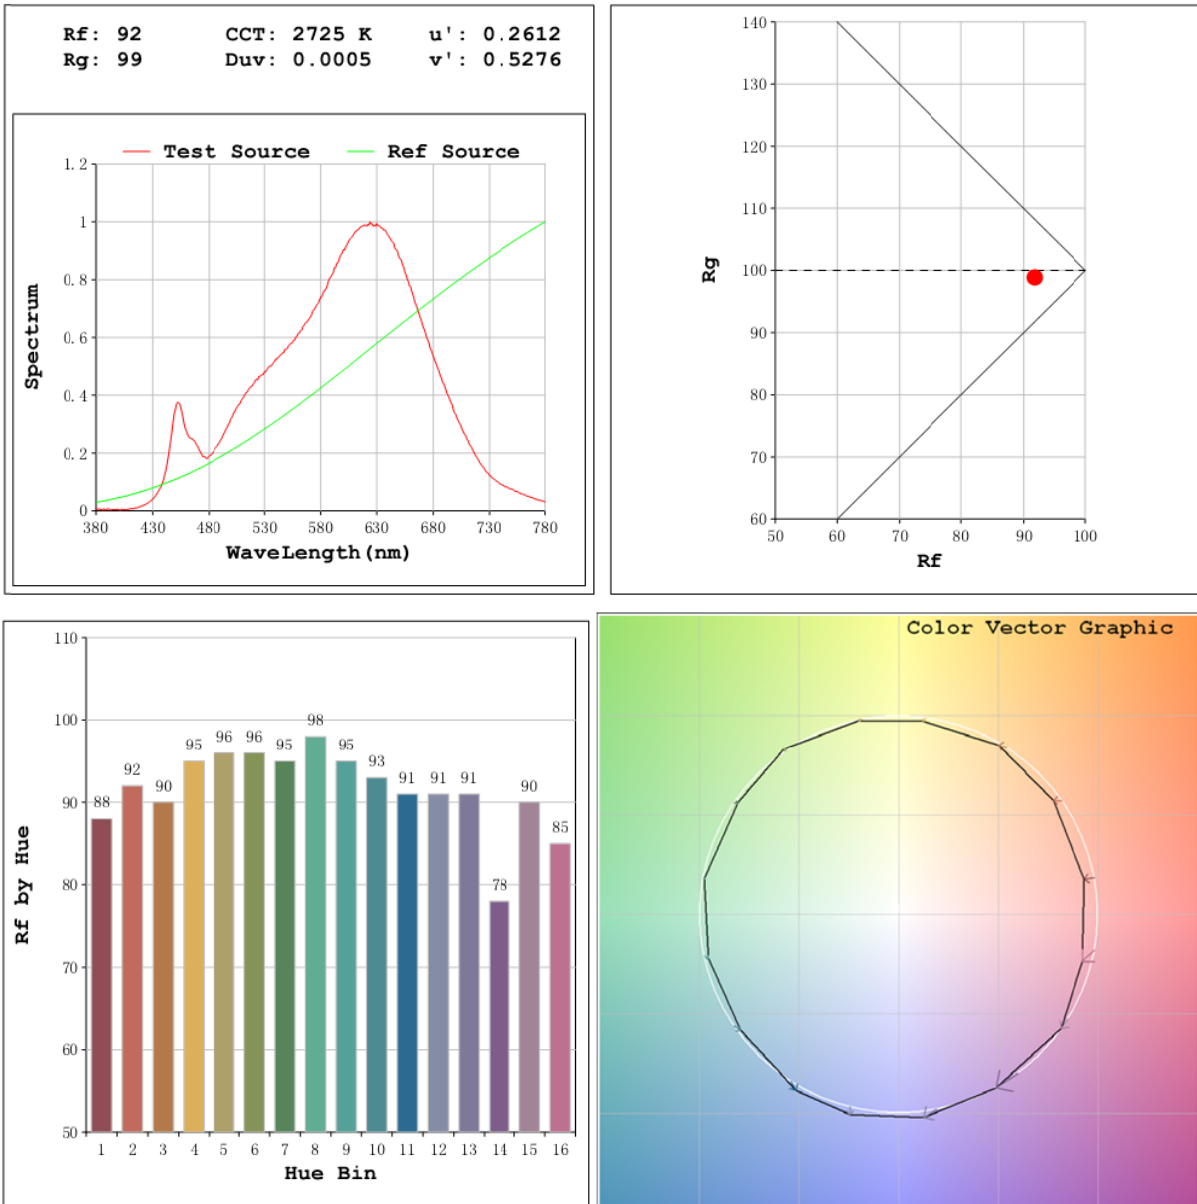 Rf: 92 CCT: 2725 K u': 0.2612
Rg: 99 Duv: 0.0005 v': 0.5276
Test Source Ref Source
1.2
1
0.8
0.6
0.4
0.2
0
Spectrum
380 430 480 530 580 630 680 730 780
WaveLength(nm)
140
130
120
110
100
90
80
70
60
Rg
50 60 70 80 90 100
Rf
110
100
90
80
70
60
50
Rf by Hue
88 92 90 95 96 96 95 98 95 93 91 91 91 78 90 85
1 2 3 4 5 6 7 8 9 10 11 12 13 14 15 16
Hue Bin
Color Vector Graphic